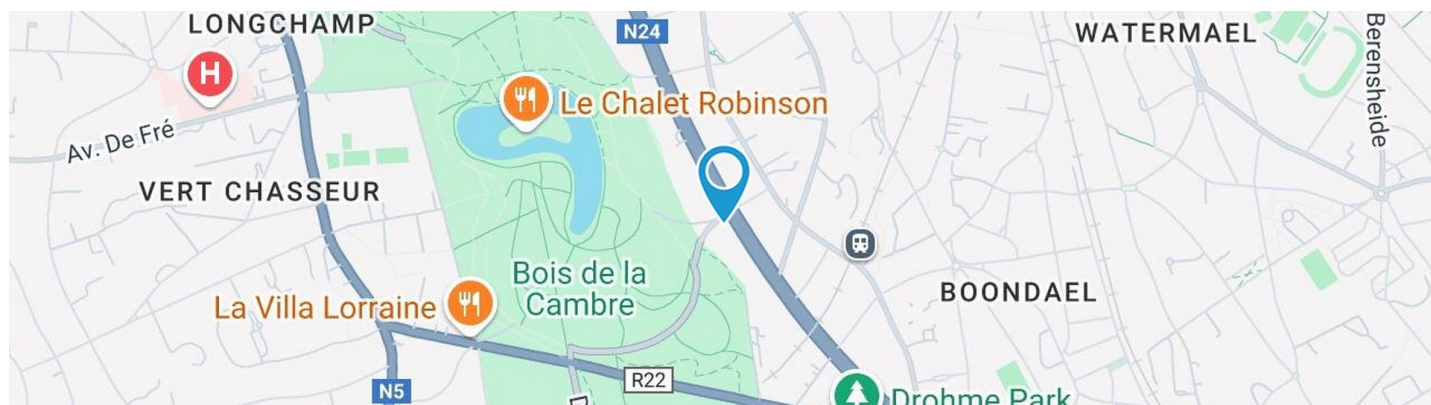 LONGCHAMP
N24
WATERMAEL
Berensheide
H
Le Chalet Robinson
Av. De Fré
VERT CHASSEUR
Bois de la
Cambre
BOONDAEL
La Villa Lorraine
R22
N5
Drohme Park